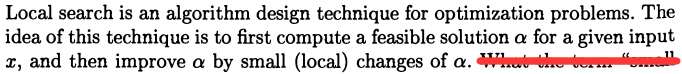 Local search is an algorithm design technique for optimization problems. The
idea of this technique is to first compute a feasible solution α for a given input
x, and then improve α by small (local) changes of α.